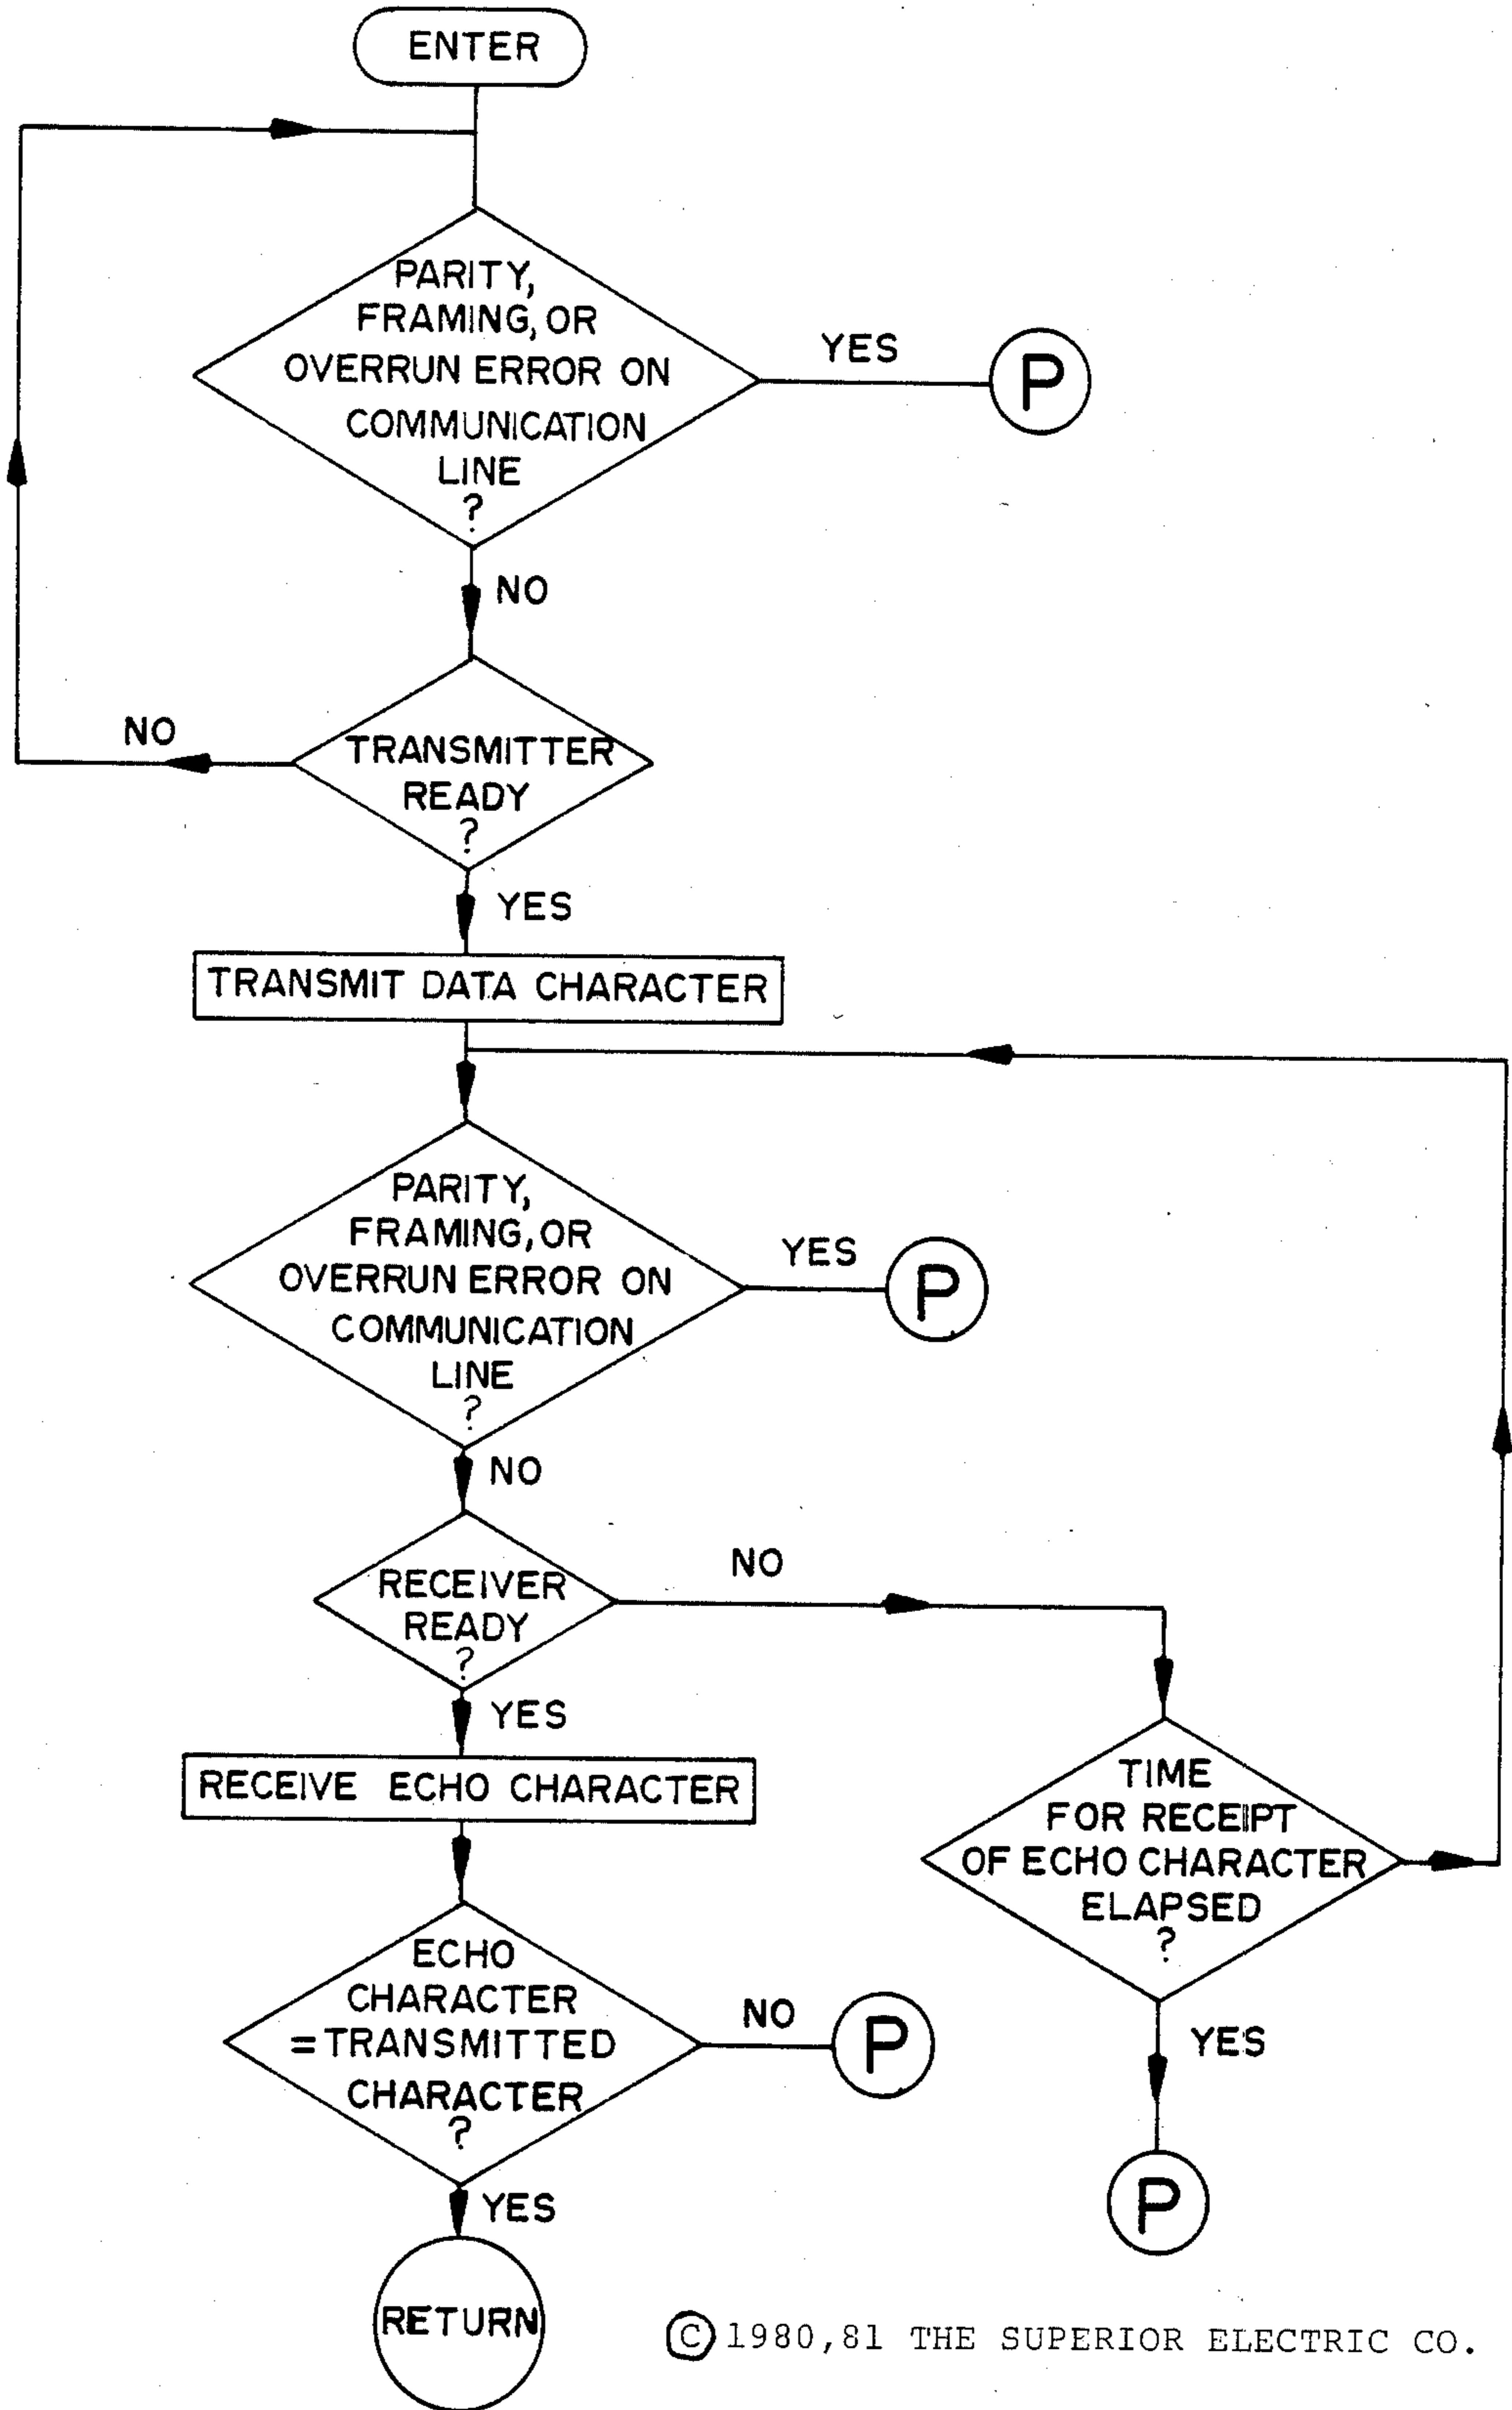 ENTER
PARITY,
FRAMING, OR
OVERRUN ERROR ON
COMMUNICATION
LINE
?
YES
P
NO
TRANSMITTER
READY
?
NO
YES
TRANSMIT DATA CHARACTER
PARITY,
FRAMING, OR
OVERRUN ERROR ON
COMMUNICATION
LINE
?
YES
P
NO
RECEIVER
READY
?
NO
YES
RECEIVE ECHO CHARACTER
TIME
FOR RECEIPT
OF ECHO CHARACTER
ELAPSED
?
YES
P
ECHO
CHARACTER
=TRANSMITTED
CHARACTER
?
NO
P
YES
RETURN
© 1980,81 THE SUPERIOR ELECTRIC CO.